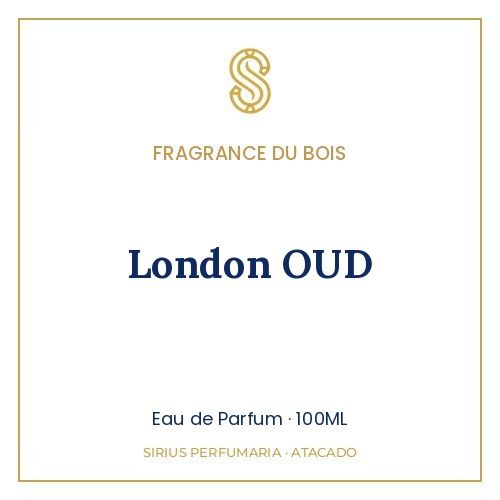 FRAGRANCE DU BOIS
London OUD
Eau de Parfum · 100ML
SIRIUS PERFUMARIA · ATACADO